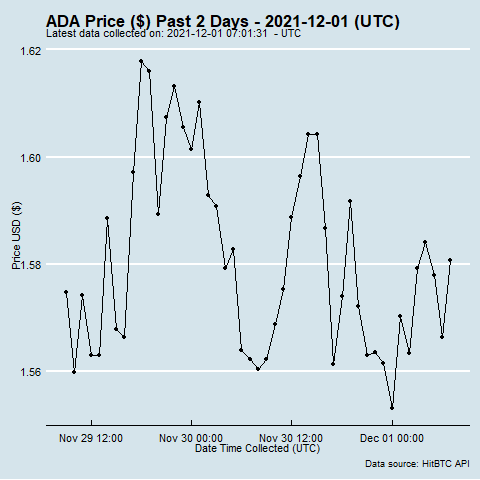 ADA Price ($) Past 2 Days - 2021-12-01 (UTC)
Latest data collected on: 2021-12-01 07:01:31 - UTC
1.62
1.60
1.58
1.56
Price USD ($)
Nov 29 12:00 Nov 30 00:00 Nov 30 12:00 Dec 01 00:00
Date Time Collected (UTC)
Data source: HitBTC API